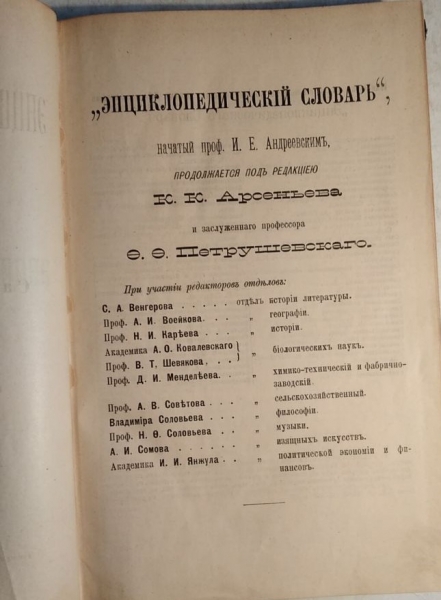 „ЭНЦИКЛОПЕДИЧЕСКІЙ СЛОВАРЬ“,
начатый проф. И. Е. Андреевскимъ,
ПРОДОЛЖАЕТСЯ ПОДЪ РЕДАКЦІЕЮ
К. К. Арсеньева
и заслуженнаго профессора
Ѳ. Ѳ. Петрушевскаго.
При участіи редакторовъ отдѣловъ:
С. А. Венгерова . . . . . отдѣлъ исторіи литературы.
Проф. А. И. Воейкова. . . „ географіи.
Проф. Н. И. Карѣева . . . „ исторіи.
Академика А. О. Ковалевскаго
Проф. В. Т. Шевякова . . . } „ біологическихъ наукъ.
Проф. Д. И. Менделѣева. . „ химико-техническій и фабрично-
заводскій.
Проф. А. В. Совѣтова . . „ сельскохозяйственный.
Владиміра Соловьева . . „ философіи.
Проф. Н. Ѳ. Соловьева . . „ музыки.
А. И. Сомова . . . . . „ изящныхъ искусствъ.
Академика И. И. Янжула . . „ политической экономіи и фи-
нансовъ.